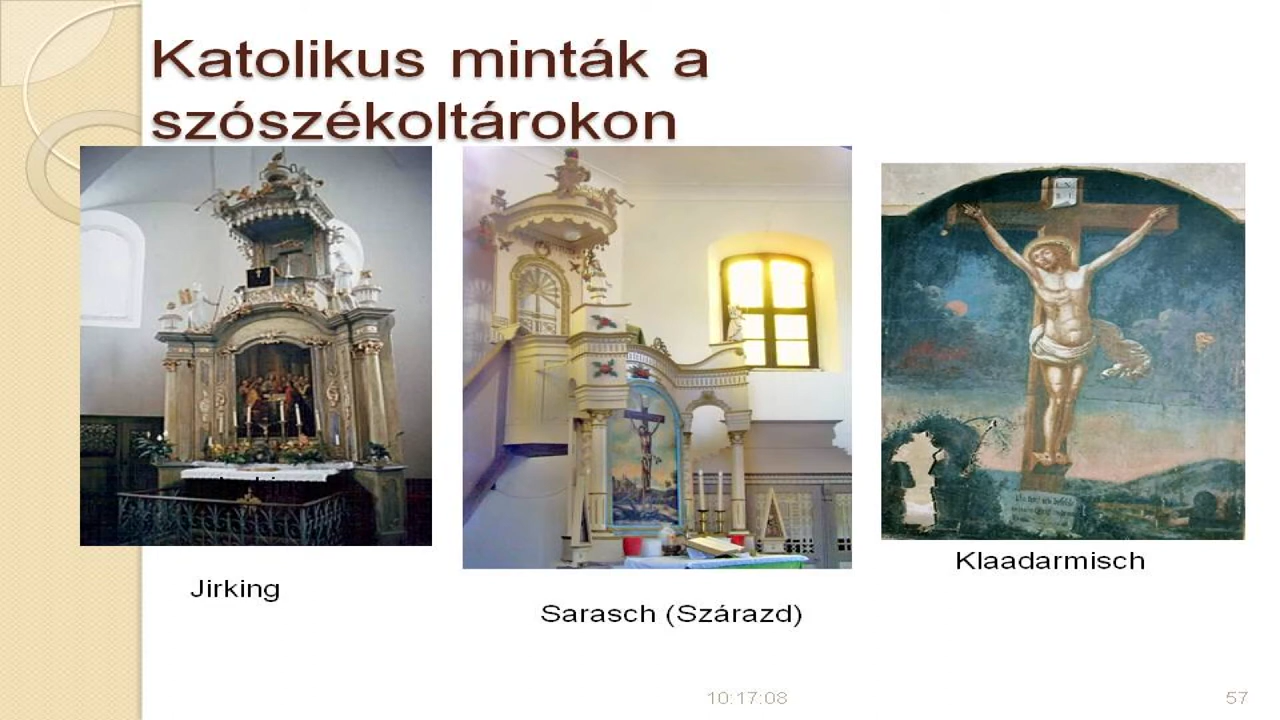 Katolikus minták a
szószékoltárokon
Jirking
Sarasch (Szárazd)
Klaadarmisch
10:17:08
57